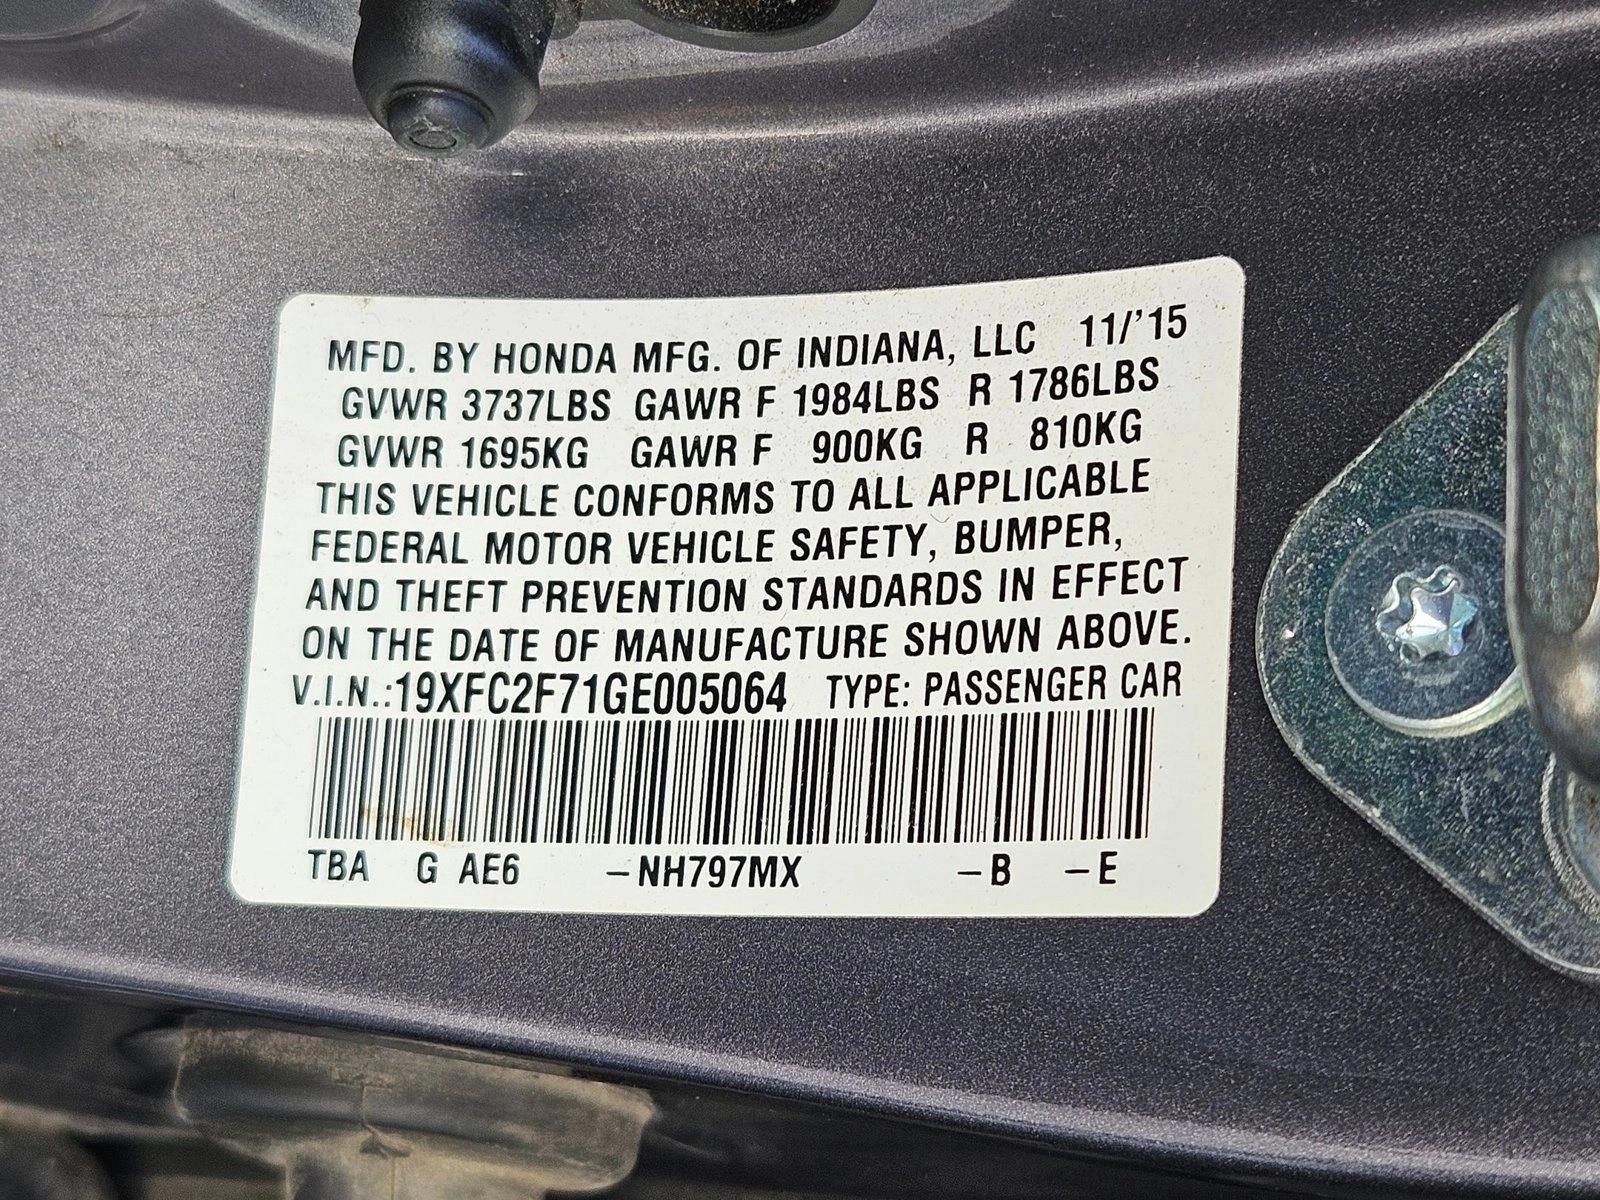 MFD. BY HONDA MFG. OF INDIANA, LLC 11/'15
GVWR 3737LBS GAWR F 1984LBS R 1786LBS
GVWR 1695KG GAWR F 900KG R 810KG
THIS VEHICLE CONFORMS TO ALL APPLICABLE
FEDERAL MOTOR VEHICLE SAFETY, BUMPER,
AND THEFT PREVENTION STANDARDS IN EFFECT
ON THE DATE OF MANUFACTURE SHOWN ABOVE.
V.I.N.:19XFC2F71GE005064 TYPE: PASSENGER CAR
TBA G AE6 –NH797MX –B –E